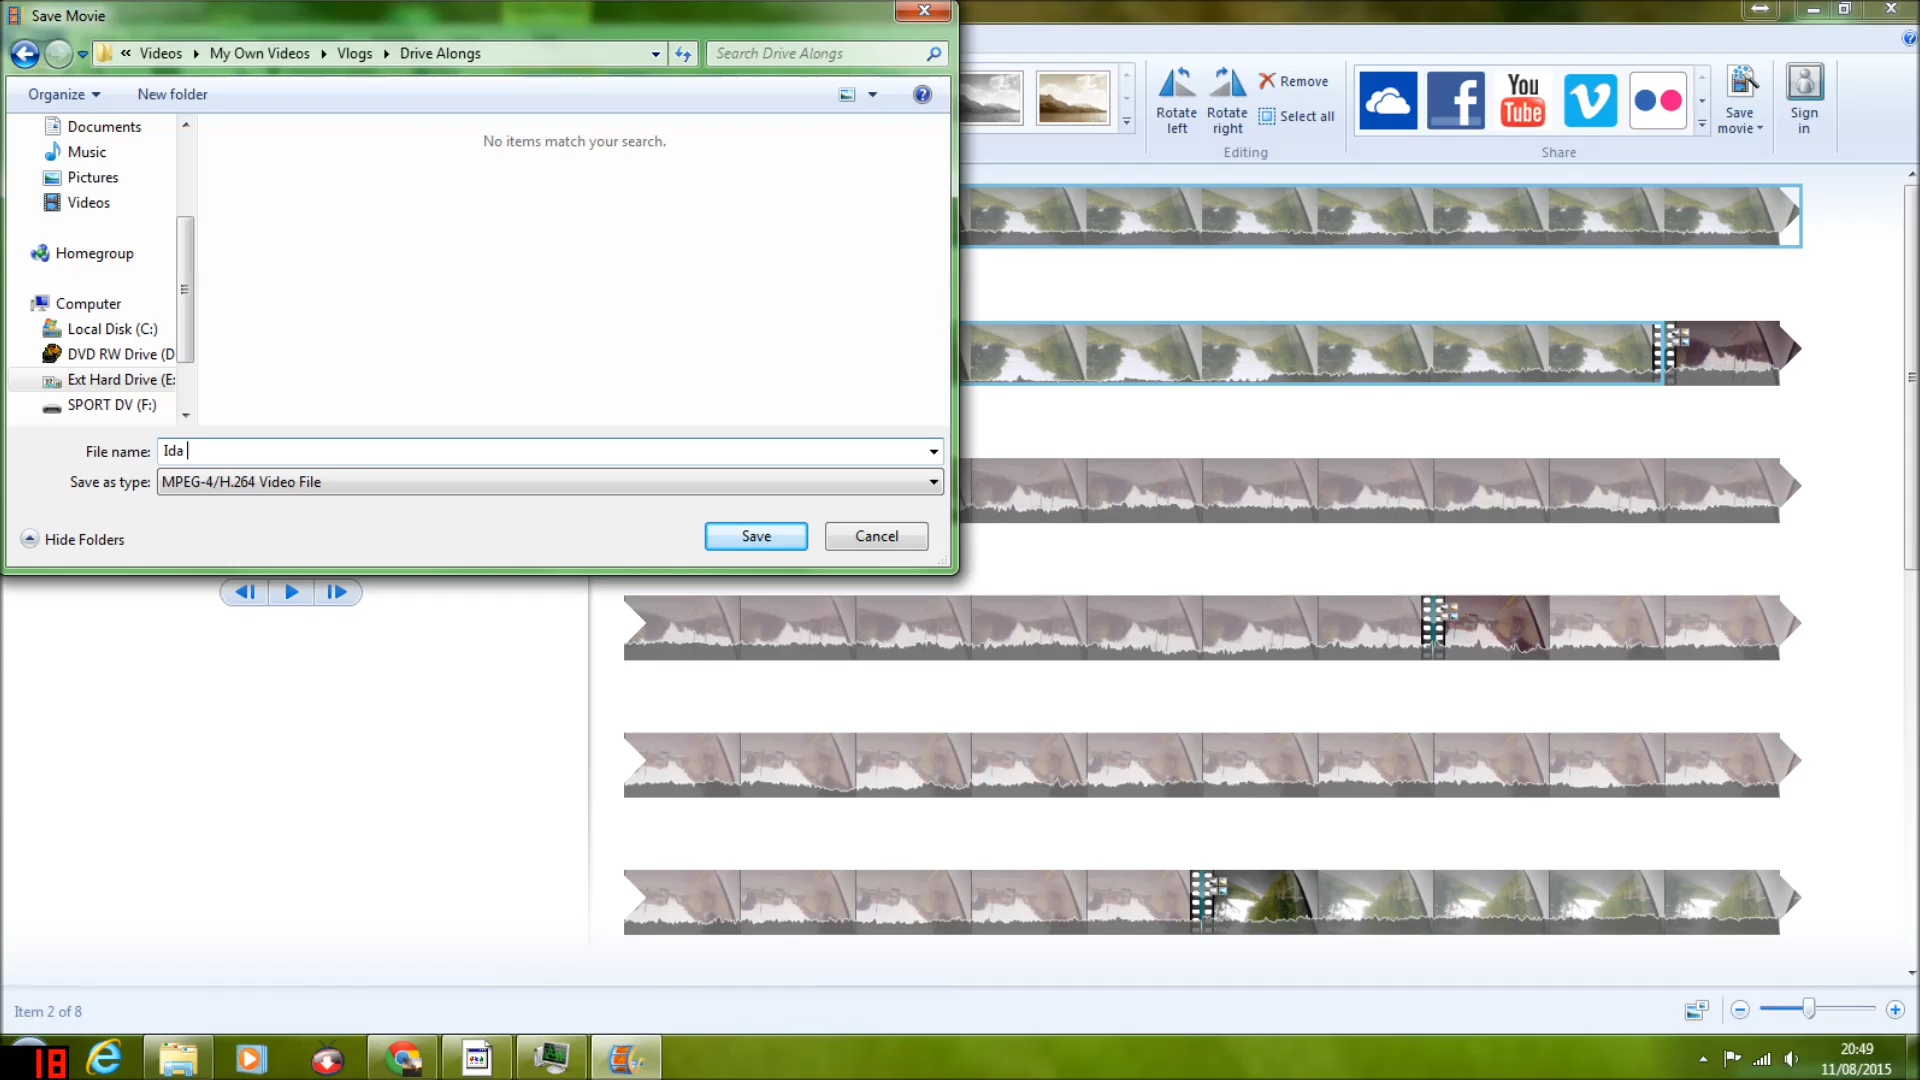 Save Movie
« Videos My Own Videos Vlogs Drive Alongs
Search Drive Alongs
Organize New folder
Documents
Music
Pictures
Videos
Homegroup
Computer
Local Disk (C:)
DVD RW Drive (D
Ext Hard Drive (E:
SPORT DV (F:)
No items match your search.
File name: Ida
Save as type: MPEG-4/H.264 Video File
Hide Folders
Save
Cancel
Rotate left
Rotate right
Remove
Select all
Editing
You Tube
Share
Save movie
Sign in
Item 2 of 8
18
20:49
11/08/2015